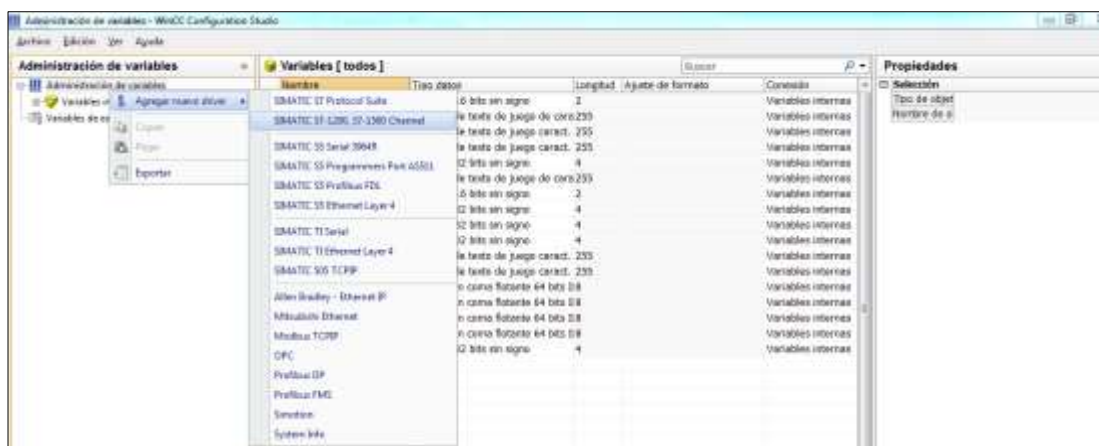 Administración de variables - WinCC Configuration Studio
Archivo Edición Ver Ayuda
Administración de variables «
Variables [ todos ]
Buscar
Propiedades
Nombre Tipo datos Longitud Ajuste de formato Conexión
Selección
Administración de variables
Tipo de objet
Nombre de o
Variables
Variables de
Agregar nuevo driver
Copiar
Pegar
Exportar
SIMATIC S7 Protocol Suite
SIMATIC S7-1200, S7-1500 Channel
SIMATIC S5 Serial 3964R
SIMATIC S5 Programmers Port AS511
SIMATIC S5 Profibus FDL
SIMATIC S5 Ethernet Layer 4
SIMATIC TI Serial
SIMATIC TI Ethernet Layer 4
SIMATIC 505 TCPIP
Allen Bradley - Ethernet IP
Mitsubishi Ethernet
Modbus TCPIP
OPC
Profibus DP
Profibus FMS
Simotion
System Info
6 bits sin signo 2 Variables internas
le texto de juego de cara 255 Variables internas
le texto de juego caract. 255 Variables internas
le texto de juego caract. 255 Variables internas
32 bits sin signo 4 Variables internas
le texto de juego de cara 255 Variables internas
6 bits sin signo 2 Variables internas
32 bits sin signo 4 Variables internas
32 bits sin signo 4 Variables internas
32 bits sin signo 4 Variables internas
le texto de juego caract. 255 Variables internas
le texto de juego caract. 255 Variables internas
n coma flotante 64 bits 8 Variables internas
n coma flotante 64 bits 8 Variables internas
n coma flotante 64 bits 8 Variables internas
n coma flotante 64 bits 8 Variables internas
32 bits sin signo 4 Variables internas